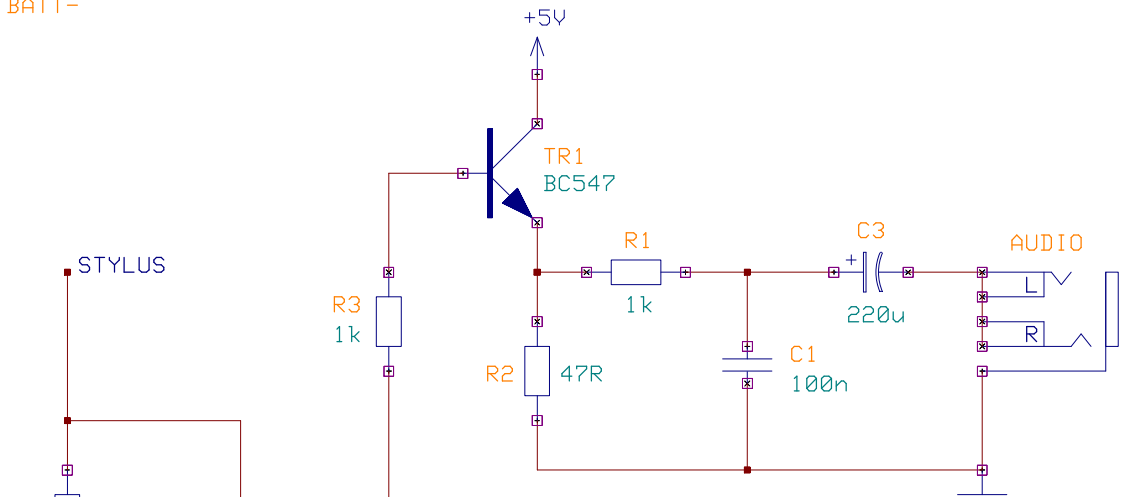 BATT-
+5V
TR1
BC547
STYLUS
R3
1k
R1
1k
C3
+
220u
AUDIO
L
R
R2
47R
C1
100n